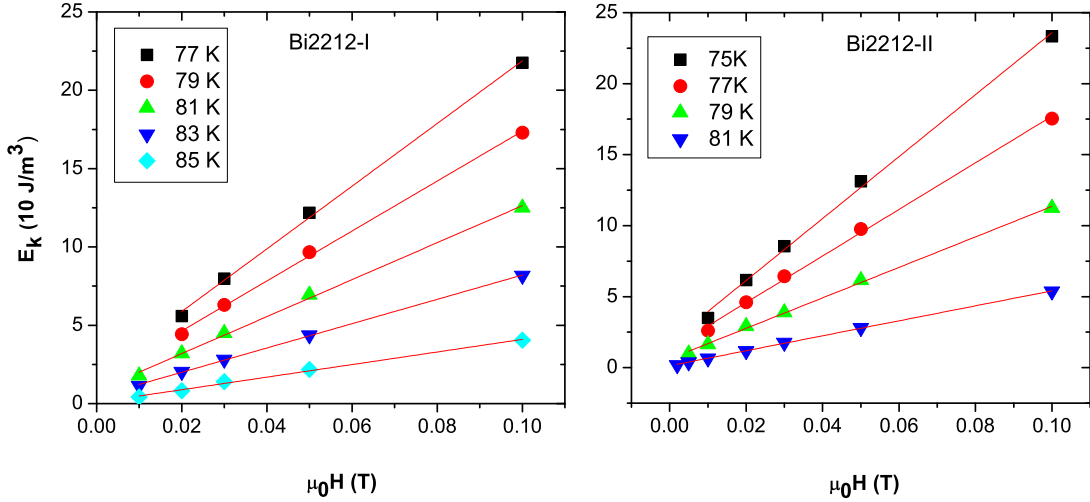 Bi2212-I
77 K
79 K
81 K
83 K
85 K
25
20
15
10
5
0
0.00 0.02 0.04 0.06 0.08 0.10
E_k (10 J/m^3)
μ_0H (T)
Bi2212-II
75K
77K
79 K
81 K
25
20
15
10
5
0
0.00 0.02 0.04 0.06 0.08 0.10
μ_0H (T)